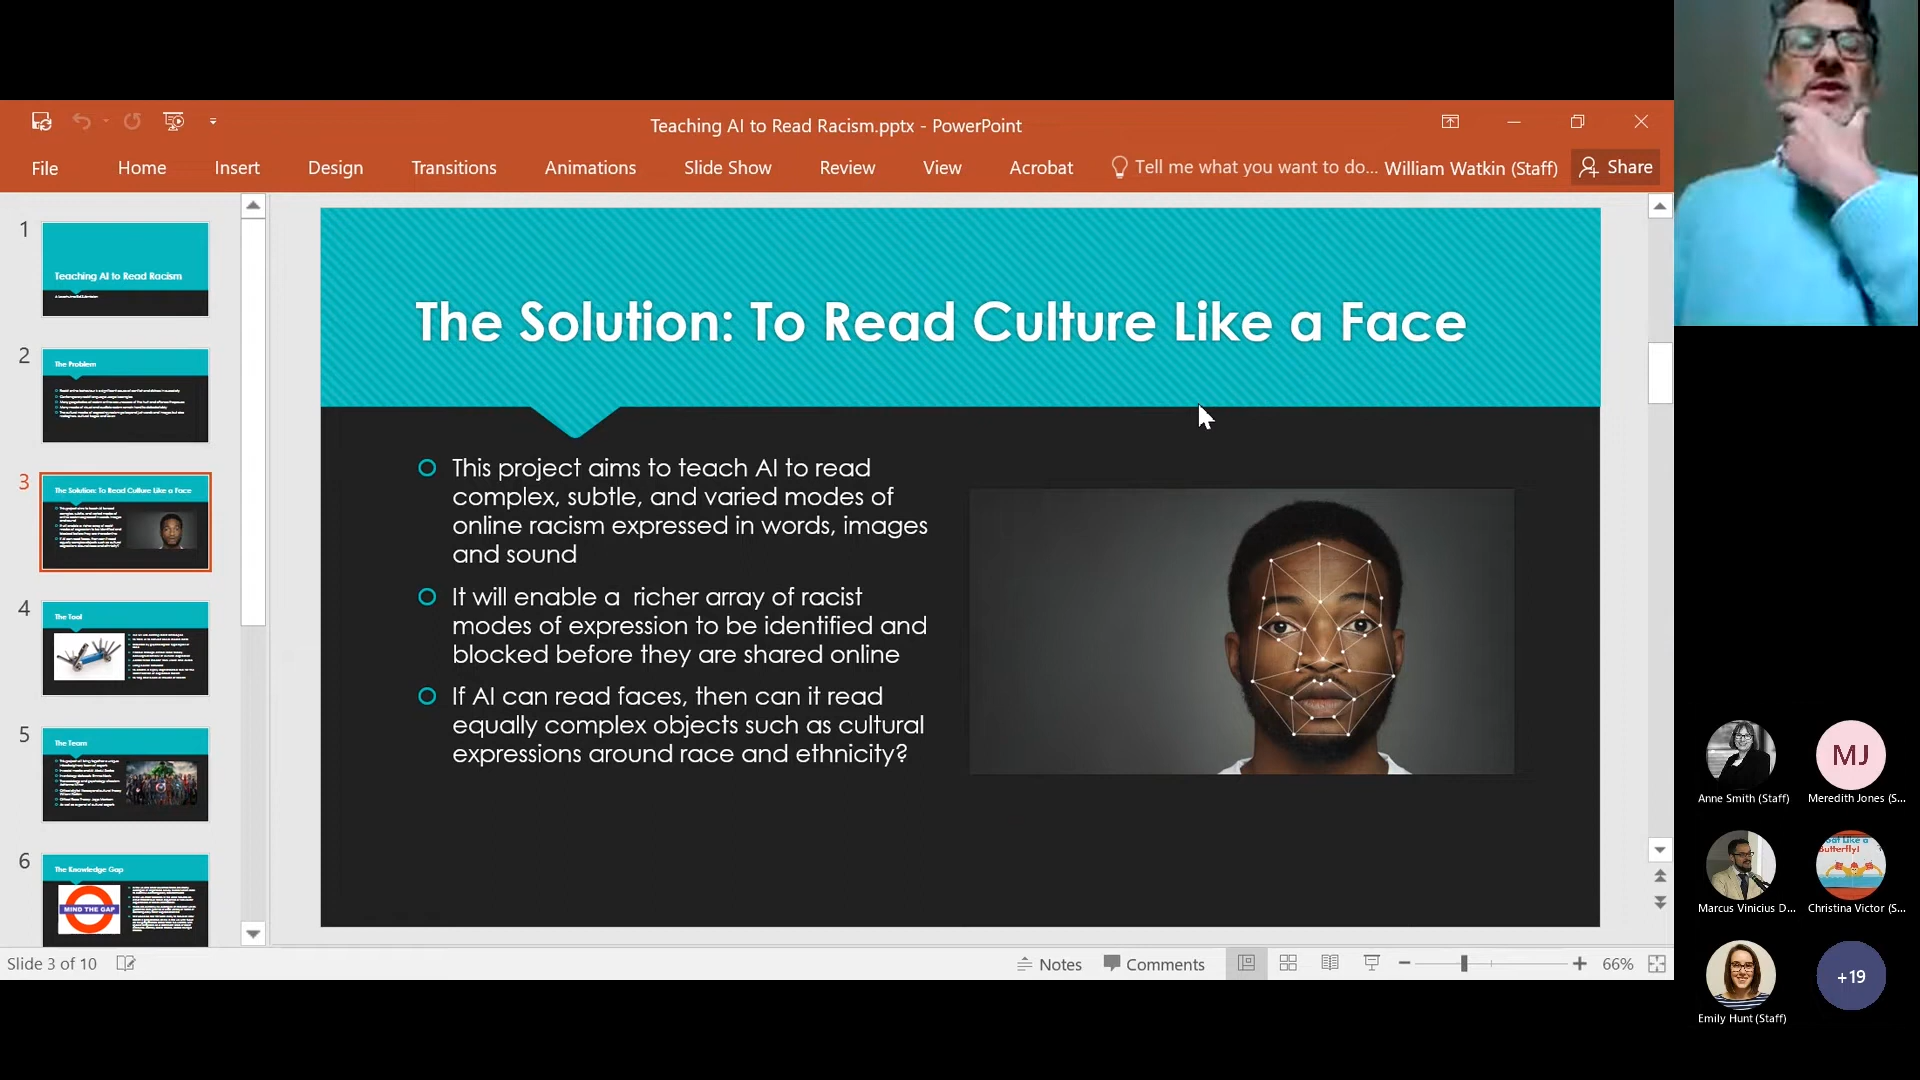 Teaching AI to Read Racism.pptx - PowerPoint
File Home Insert Design Transitions Animations Slide Show Review View Acrobat Tell me what you want to do... William Watkin (Staff) Share
1
Teaching AI to Read Racism
2
The Problem
3
The Solution: To Read Culture Like a Face
4
The Tool
5
The Team
6
The Knowledge Gap
MIND THE GAP
The Solution: To Read Culture Like a Face
This project aims to teach AI to read
complex, subtle, and varied modes of
online racism expressed in words, images
and sound
It will enable a richer array of racist
modes of expression to be identified and
blocked before they are shared online
If AI can read faces, then can it read
equally complex objects such as cultural
expressions around race and ethnicity?
Slide 3 of 10 Notes Comments 66%
MJ
Anne Smith (Staff) Meredith Jones (S...
Butterfly!
Marcus Vinicius D... Christina Victor (S...
+19
Emily Hunt (Staff)